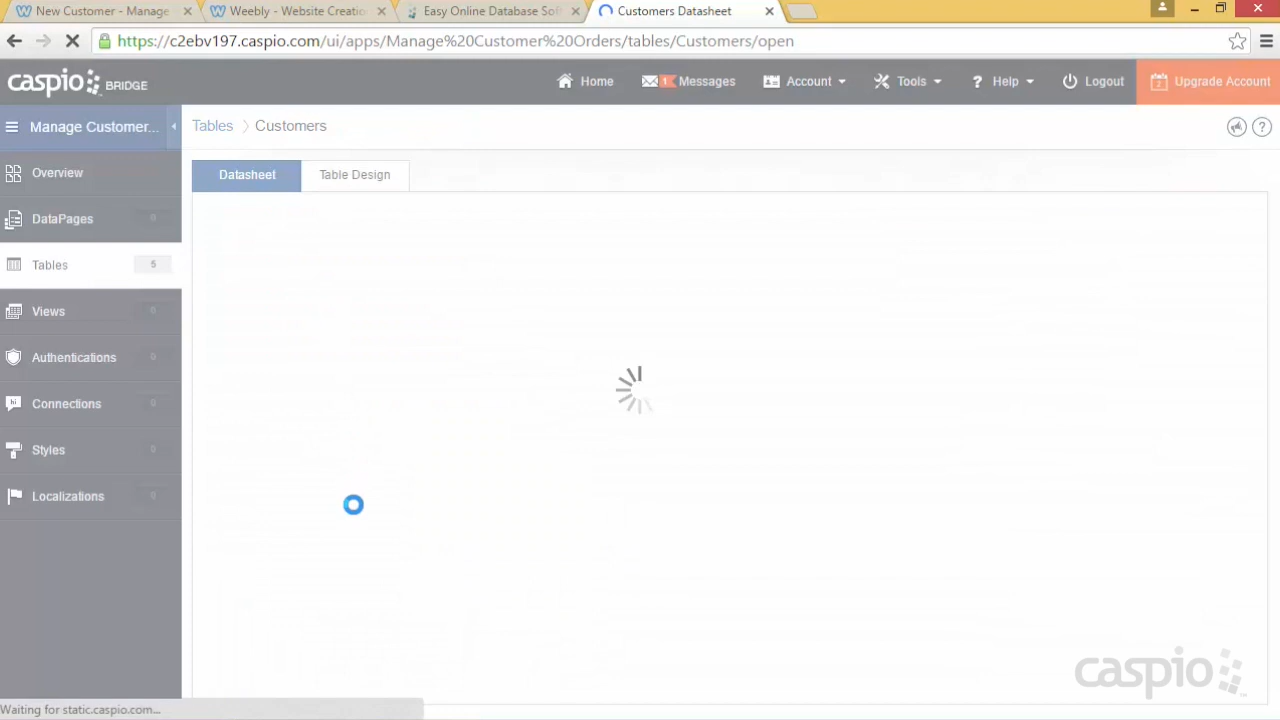 New Customer - Manage
Weebly - Website Creatio
Easy Online Database Sof
Customers Datasheet
https://c2ebv197.caspio.com/ui/apps/Manage%20Customer%20Orders/tables/Customers/open
caspio BRIDGE
Home
1 Messages
Account
Tools
? Help
Logout
Upgrade Account
Manage Customer...
Tables
Customers
?
Overview
Datasheet
Table Design
DataPages 0
Tables 5
Views 0
Authentications 0
hi Connections 0
Styles 0
Localizations 0
caspio
Waiting for static.caspio.com...